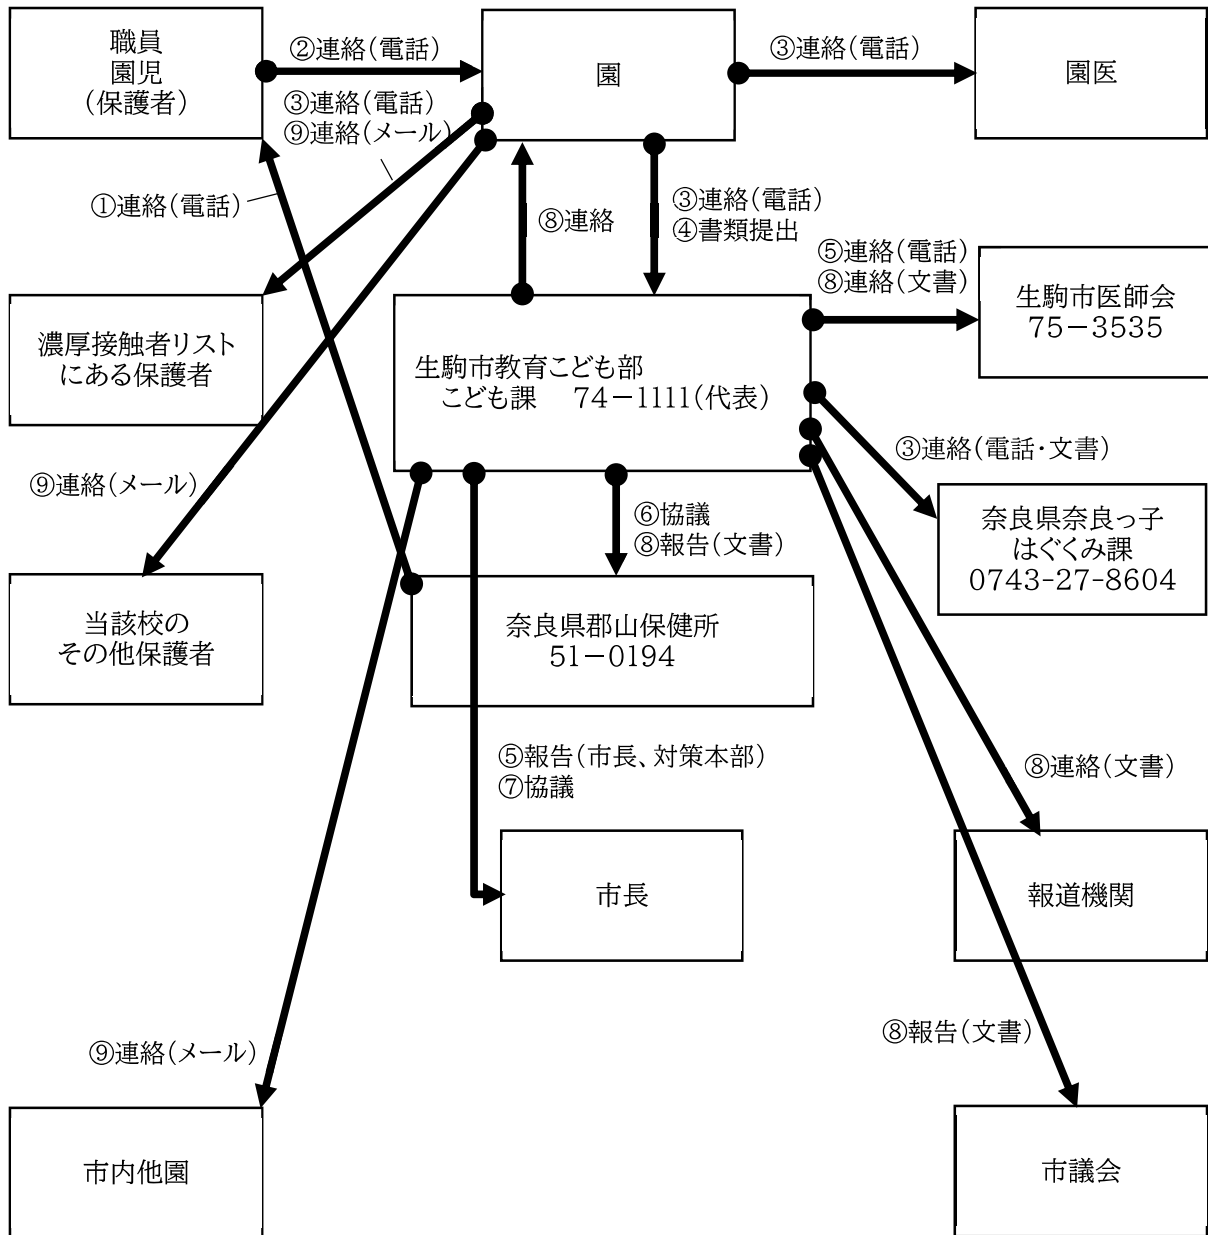 職員
園児
（保護者）
②連絡（電話）
園
③連絡（電話）
園医
③連絡（電話）
⑨連絡（メール）
①連絡（電話）
⑧連絡
③連絡（電話）
④書類提出
⑤連絡（電話）
⑧連絡（文書）
生駒市医師会
75－3535
濃厚接触者リスト
にある保護者
生駒市教育こども部
こども課　74－1111（代表）
③連絡（電話・文書）
⑨連絡（メール）
⑥協議
⑧報告（文書）
奈良県奈良っ子
はぐくみ課
0743-27-8604
当該校の
その他保護者
奈良県郡山保健所
51－0194
⑤報告（市長、対策本部）
⑦協議
⑧連絡（文書）
市長
報道機関
⑧報告（文書）
⑨連絡（メール）
市内他園
市議会